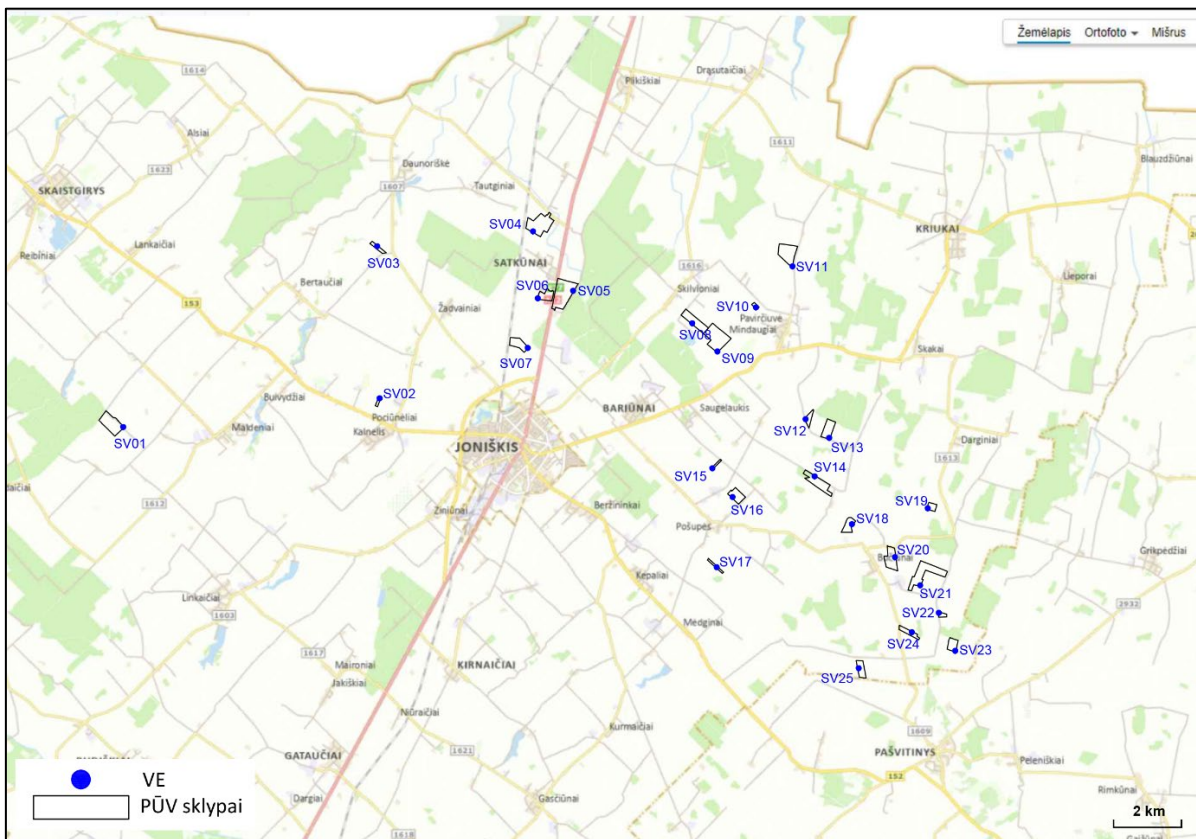 Žemėlapis Ortofoto Mišrus
1614
Drąsutaičiai
Pilkiškiai
Alsiai
1611
Blauzdžiūnai
1623
Daunoriškė
SKAISTGIRYS
1607
Tautginiai
SV04
KRIUKAI
Lankaičiai
Reibiniai
SV03
SATKŪNAI
1616
SV11
Lieporai
Bertaučiai
Skilvioniai
SV06
SV05
153
Žadvainiai
SV10
Pavirčiuvė
SV08
Mindaugiai
SV07
SV09
Skakai
SV02
Buivydžiai
Pociūnėliai
BARIŪNAI
Saugėlaukis
SV01
Maldeniai
Kalnelis
SV12
SV13
Darginiai
JONIŠKIS
1613
SV15
SV14
1612
SV16
SV19
Žiniūnai
Beržininkai
Pošupės
SV18
SV20
Grikpėdžiai
SV17
Kepaliai
SV21
Linkaičiai
1603
2932
SV22
Medginai
SV24
1617
SV23
Maironiai
KIRNAIČIAI
SV25
Jakiškiai
Niūraičiai
Kurmaičiai
1609
1621
PAŠVITINYS
GATAUČIAI
Peleniškiai
VE
152
PŪV sklypai
Rimkūnai
Dargiai
Gasčiūnai
2 km
1618